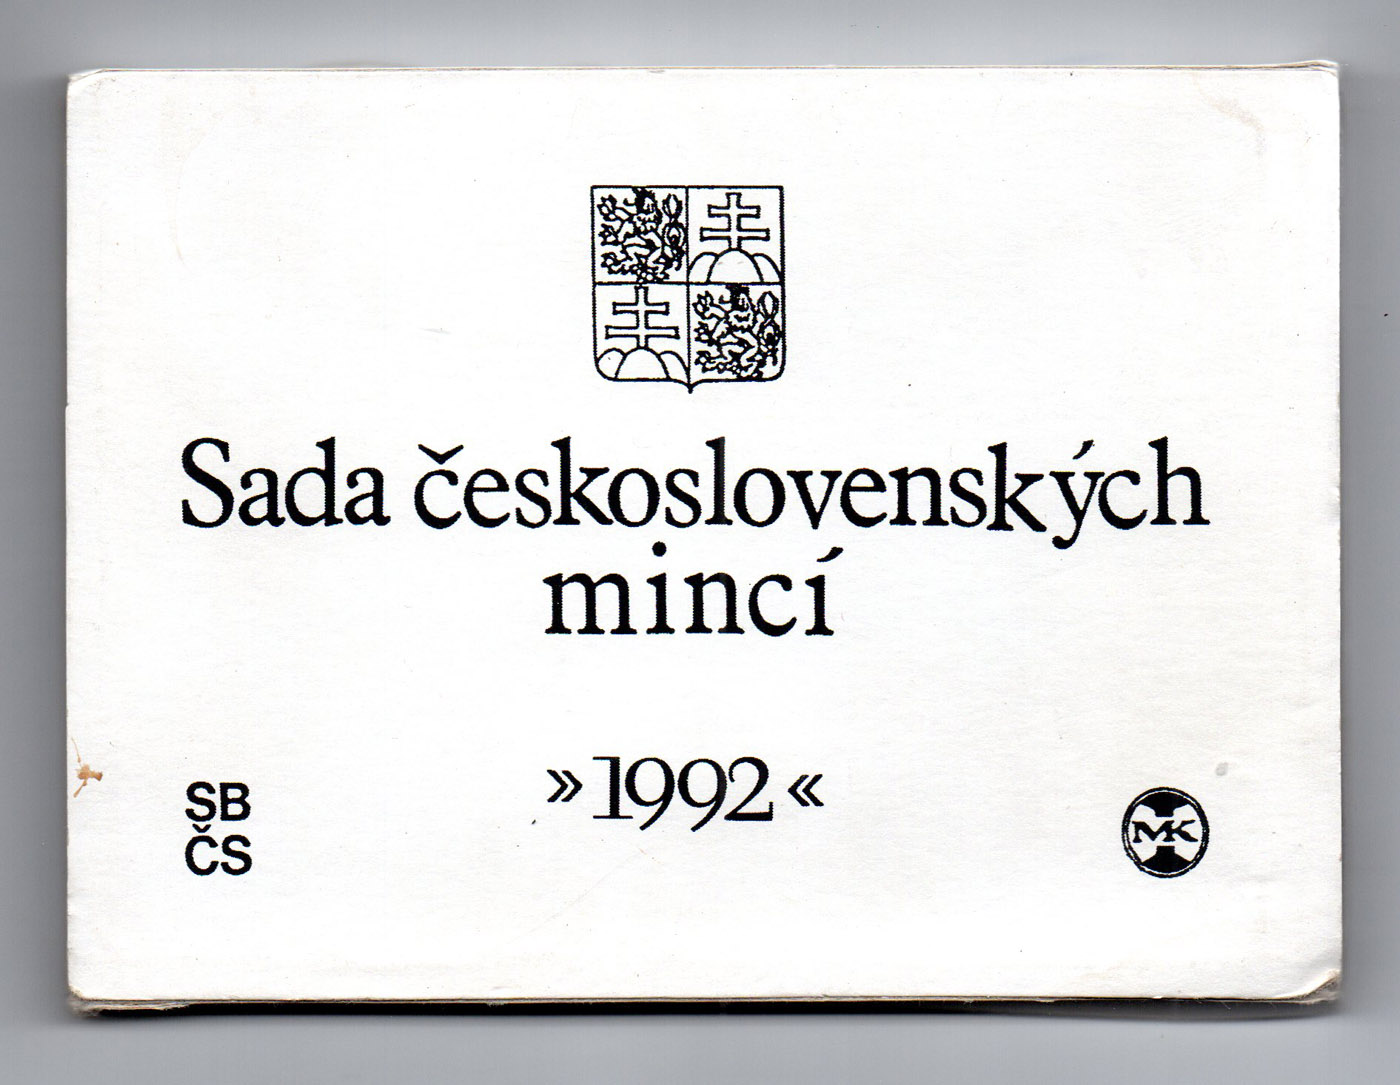 Sada československých
mincí
»1992«
SB
ČS
MK